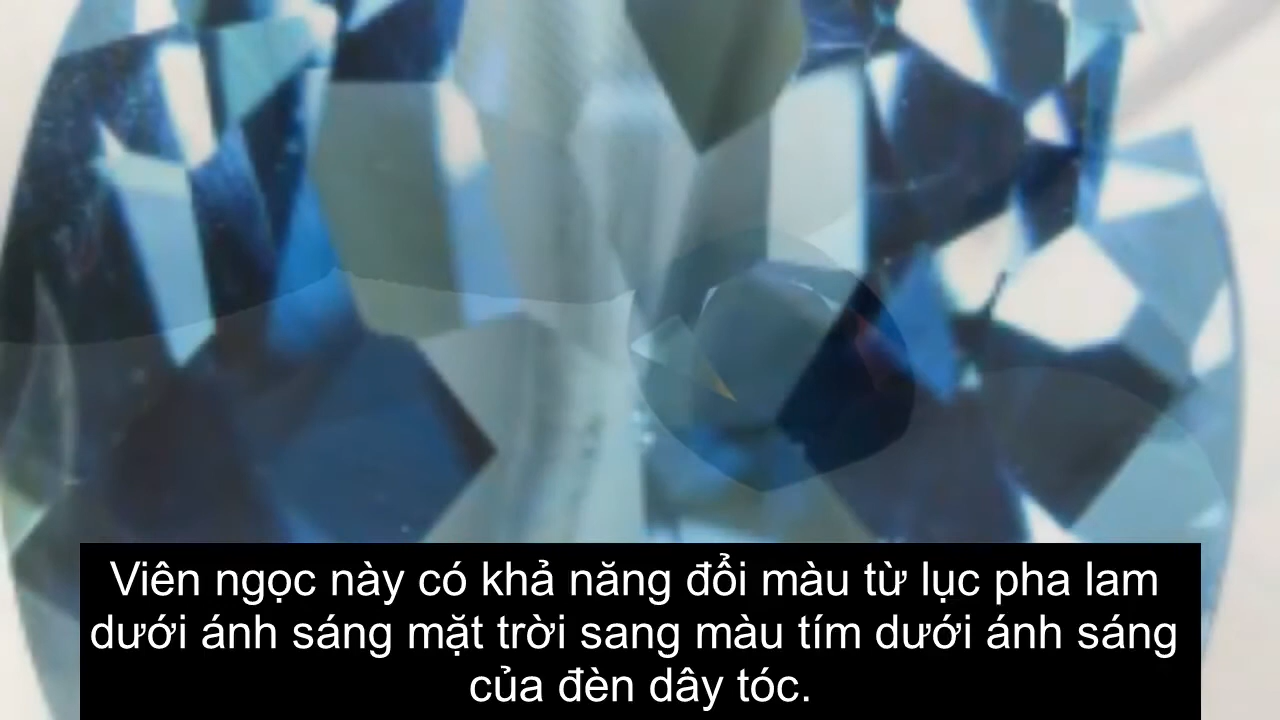 Viên ngọc này có khả năng đổi màu từ lục pha lam
dưới ánh sáng mặt trời sang màu tím dưới ánh sáng
của đèn dây tóc.